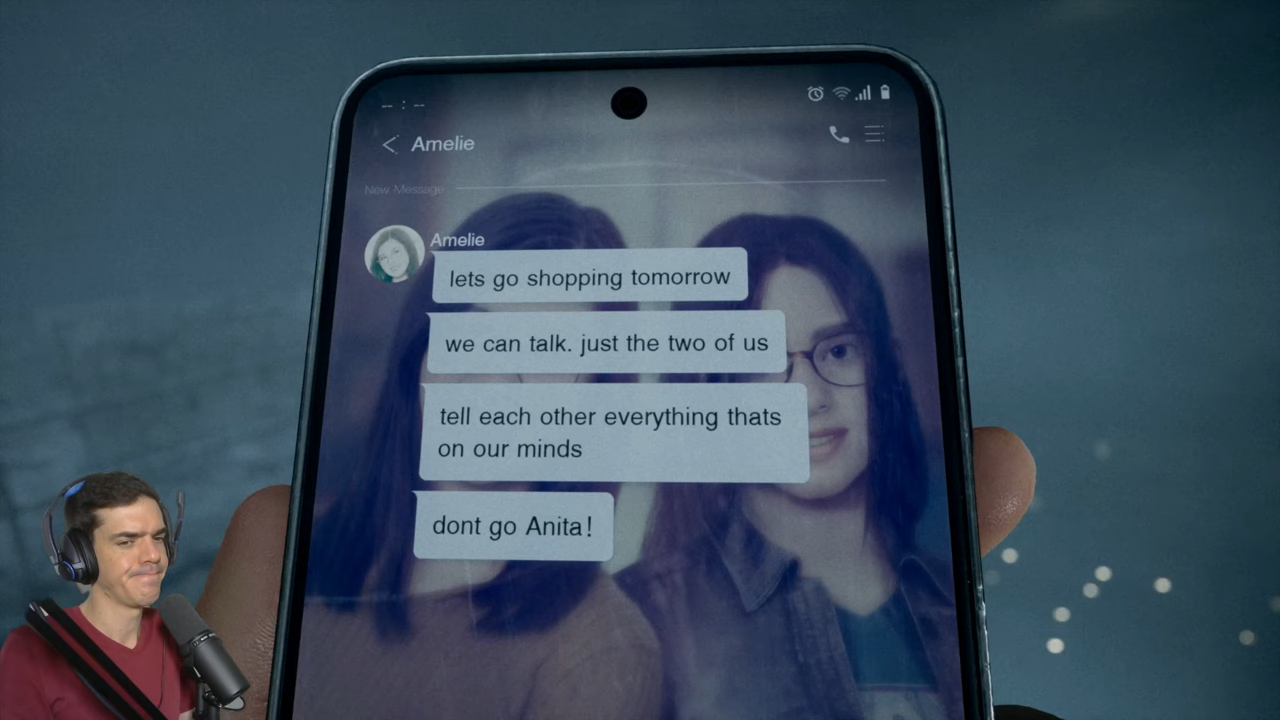 -- : --
Amelie
New Message
Amelie
lets go shopping tomorrow
we can talk. just the two of us
tell each other everything thats
on our minds
dont go Anita!